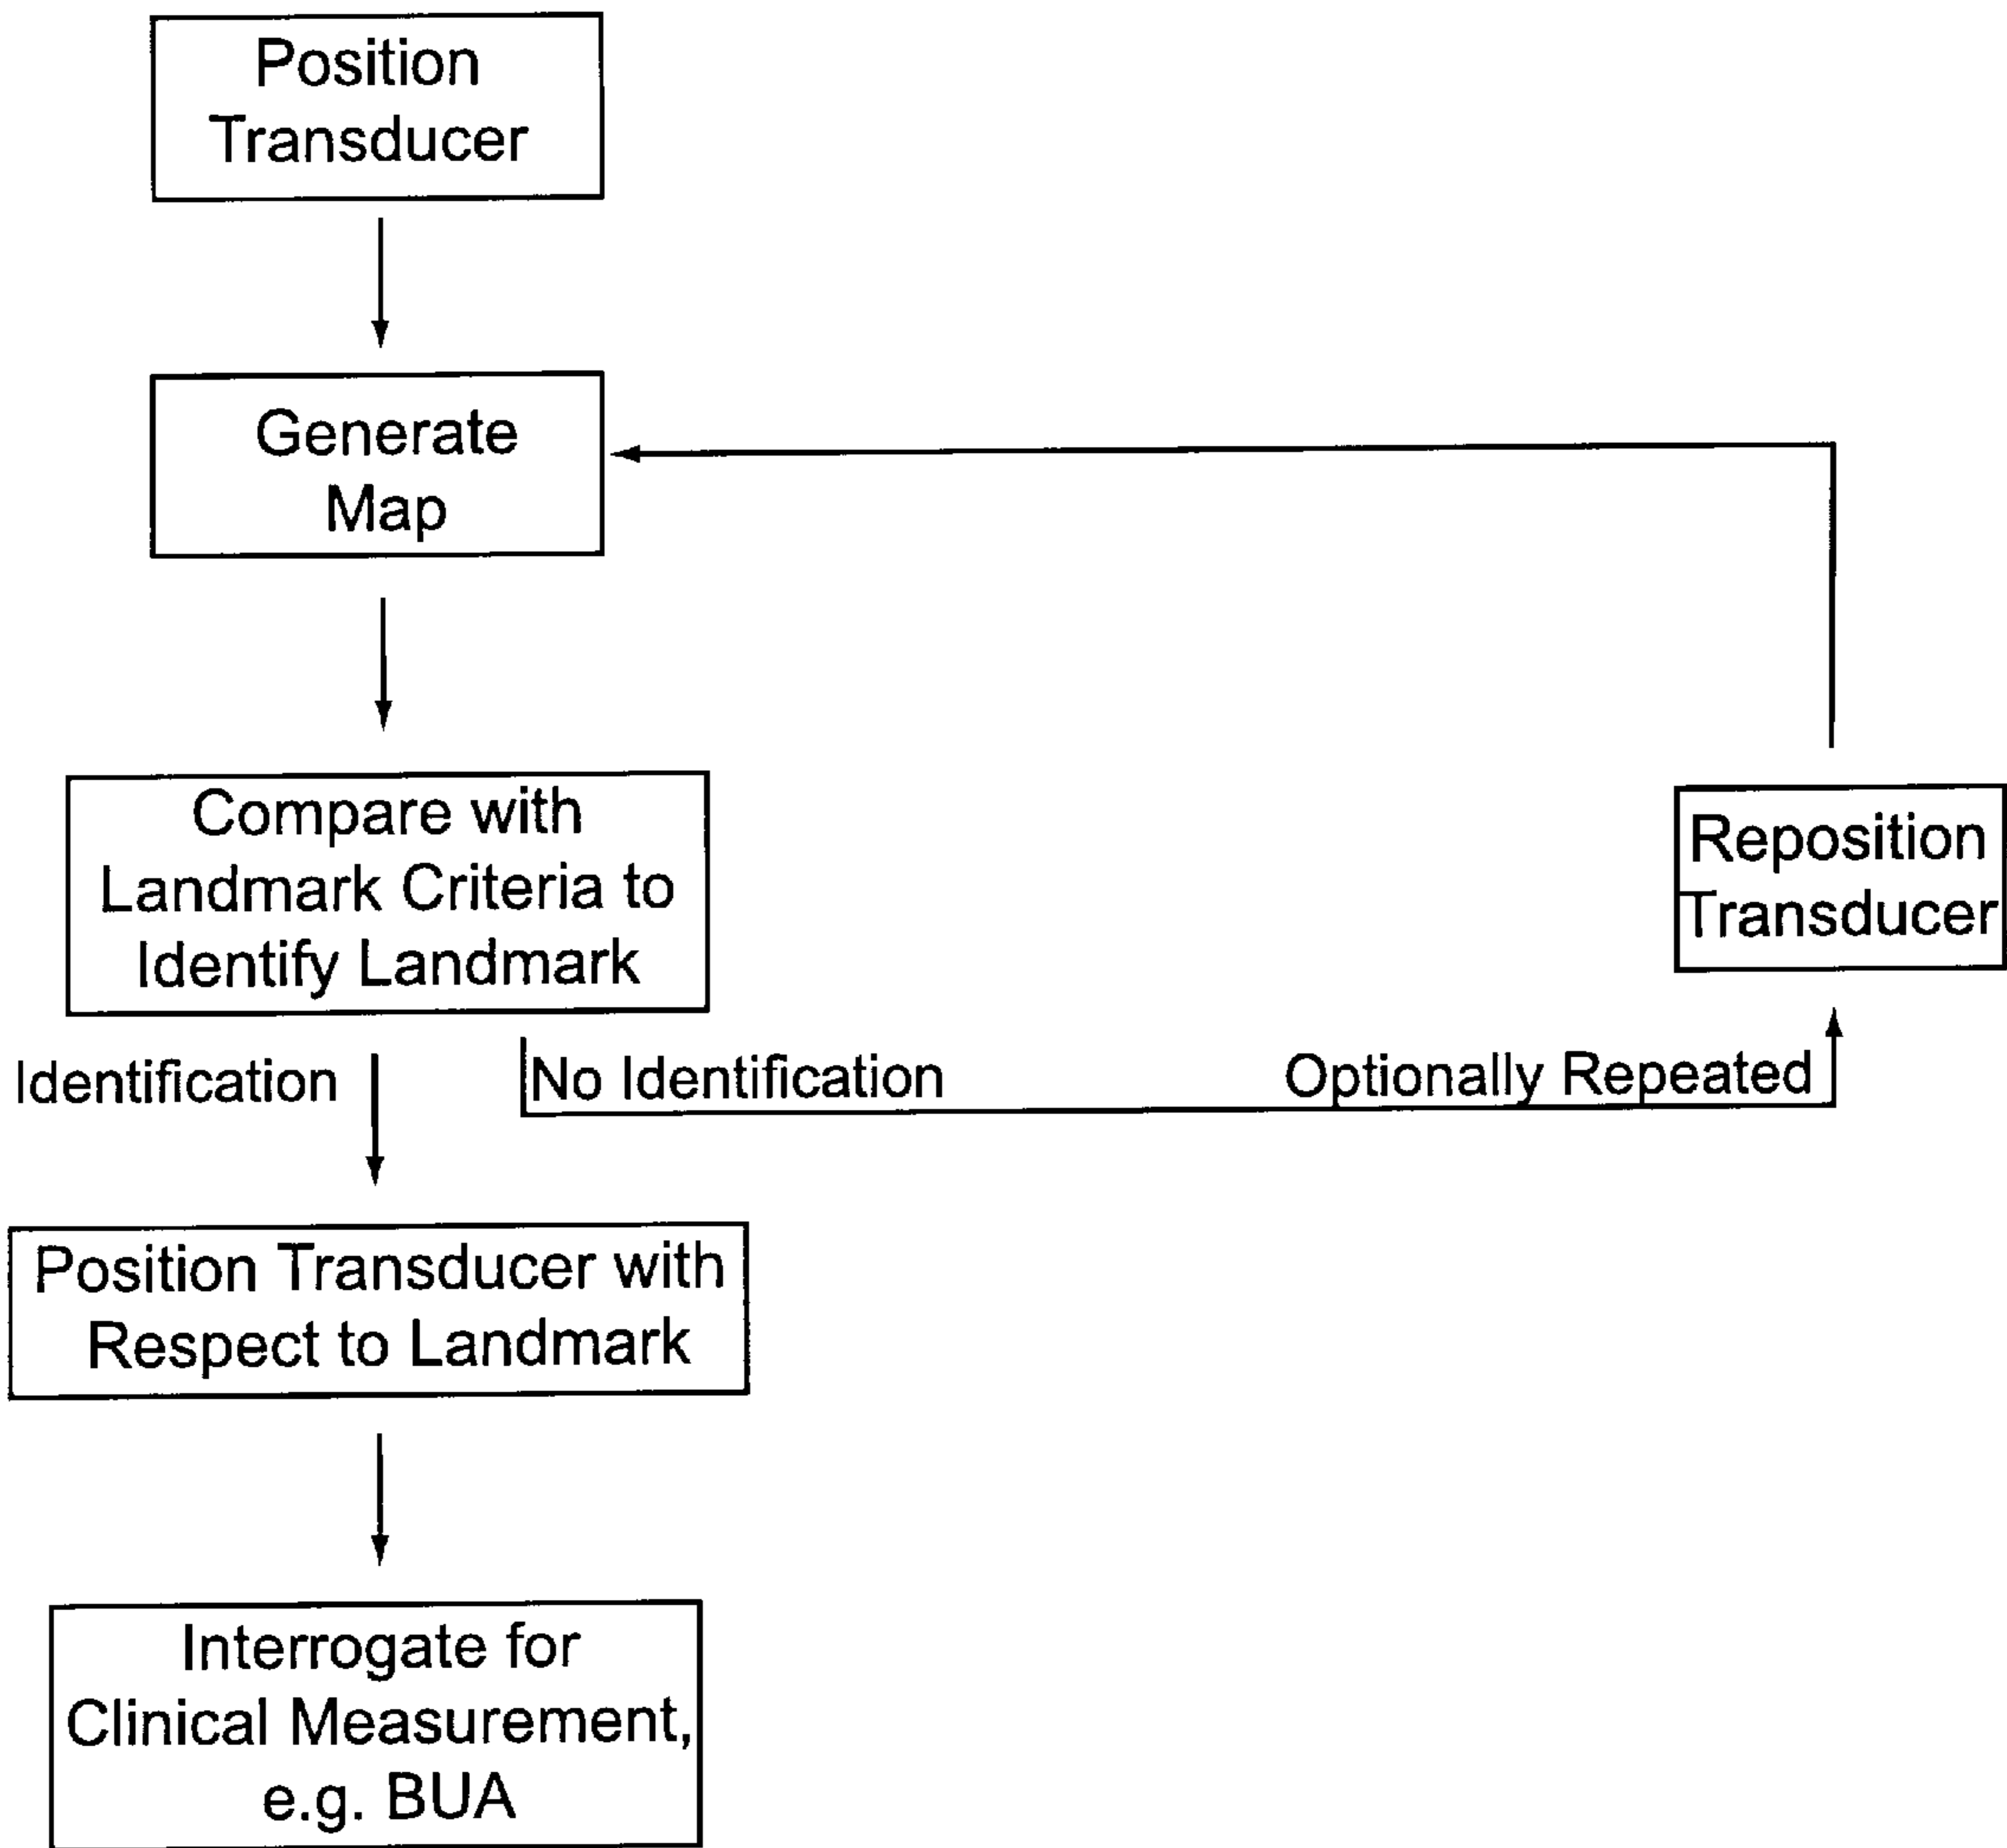 Position
Transducer
Generate
Map
Compare with
Landmark Criteria to
Identify Landmark
Reposition
Transducer
Identification
No Identification
Optionally Repeated
Position Transducer with
Respect to Landmark
Interrogate for
Clinical Measurement,
e.g. BUA